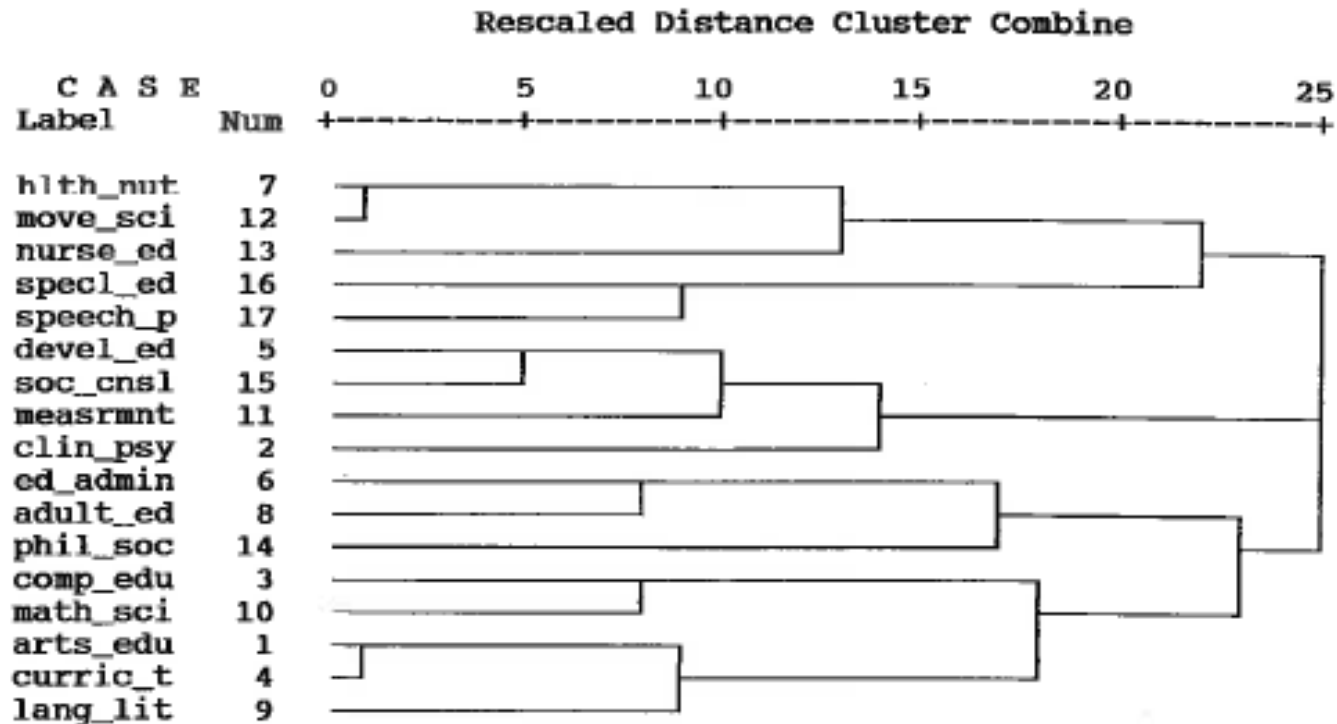 Rescaled Distance Cluster Combine
C A S E 0 5 10 15 20 25
Label Num
hlth_nut 7
move_sci 12
nurse_ed 13
specl_ed 16
speech_p 17
devel_ed 5
soc_cnsl 15
measrmnt 11
clin_psy 2
ed_admin 6
adult_ed 8
phil_soc 14
comp_edu 3
math_sci 10
arts_edu 1
curric_t 4
lang_lit 9